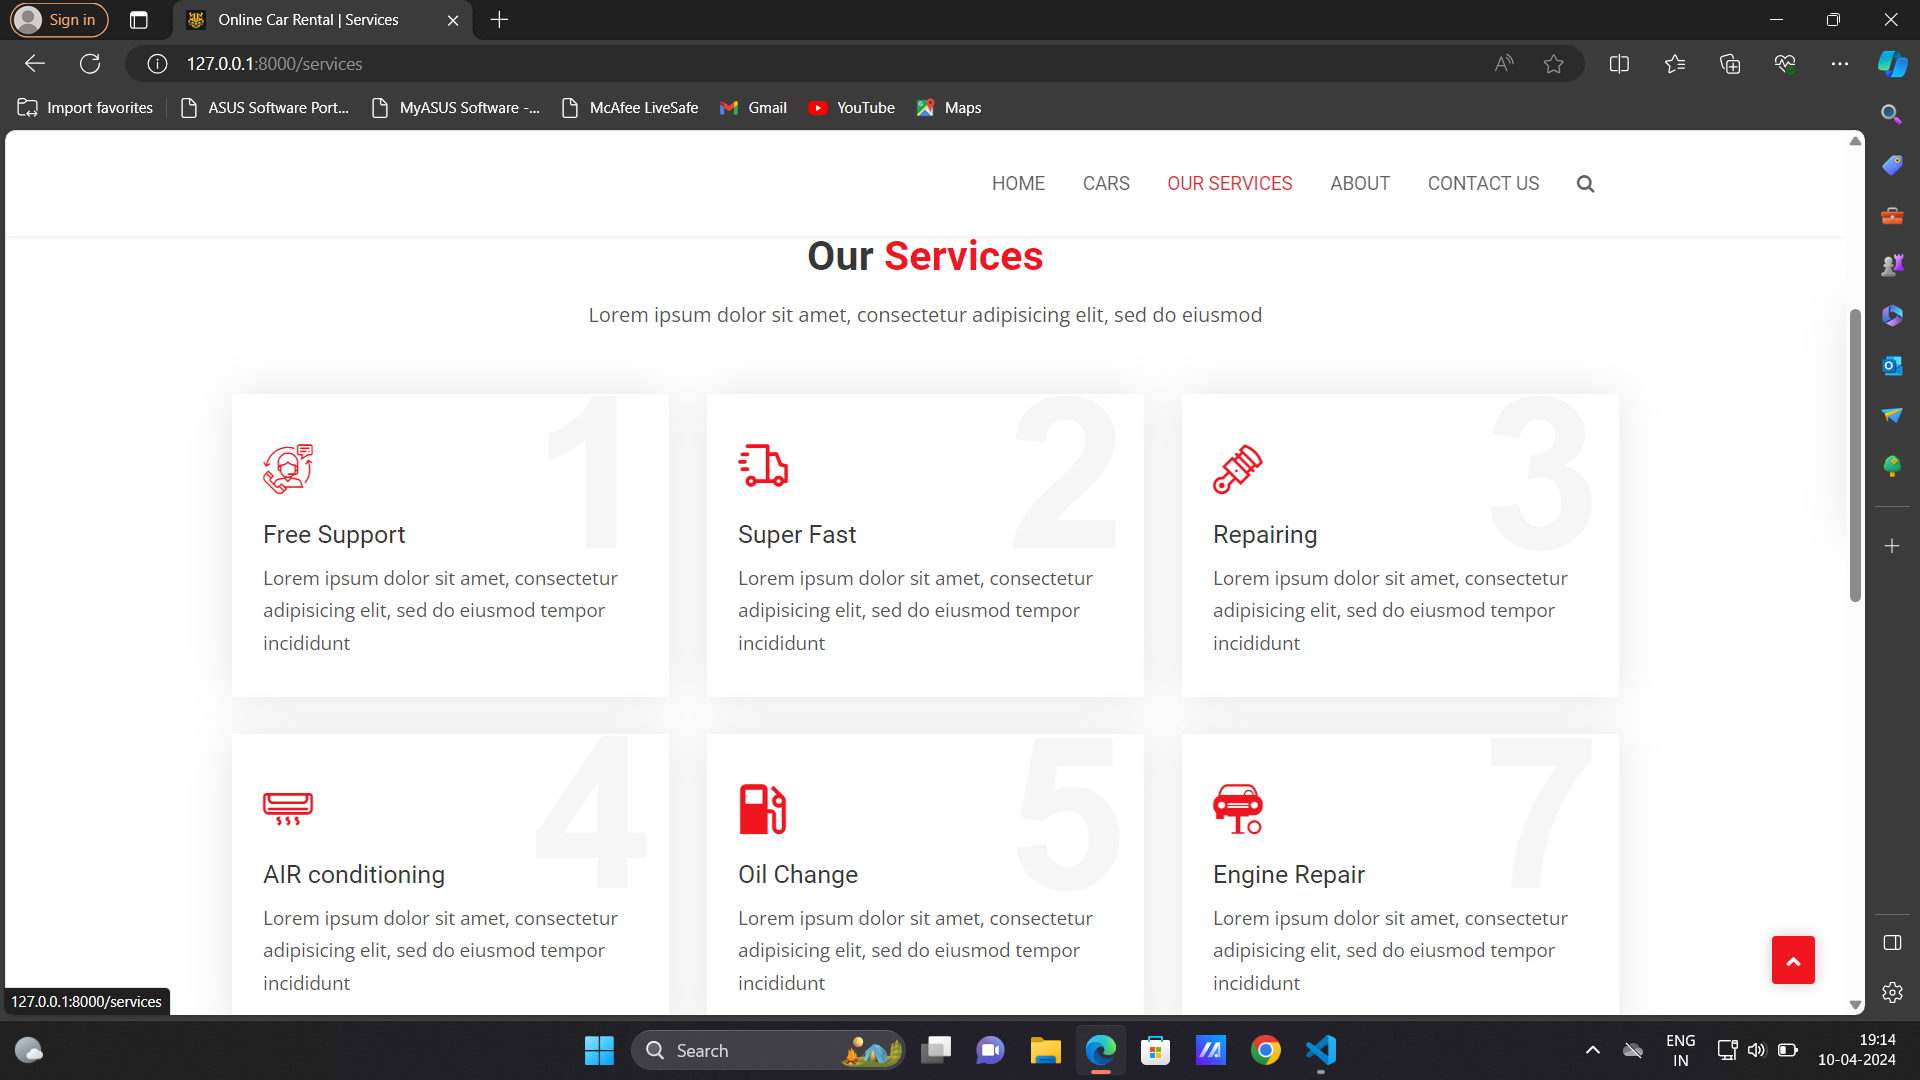 Sign in
Online Car Rental | Services
127.0.0.1:8000/services
Import favorites
ASUS Software Port...
MyASUS Software -...
McAfee LiveSafe
Gmail
YouTube
Maps
HOME
CARS
OUR SERVICES
ABOUT
CONTACT US
Our Services
Lorem ipsum dolor sit amet, consectetur adipisicing elit, sed do eiusmod
1
Free Support
Lorem ipsum dolor sit amet, consectetur
adipisicing elit, sed do eiusmod tempor
incididunt
2
Super Fast
Lorem ipsum dolor sit amet, consectetur
adipisicing elit, sed do eiusmod tempor
incididunt
3
Repairing
Lorem ipsum dolor sit amet, consectetur
adipisicing elit, sed do eiusmod tempor
incididunt
4
AIR conditioning
Lorem ipsum dolor sit amet, consectetur
adipisicing elit, sed do eiusmod tempor
incididunt
5
Oil Change
Lorem ipsum dolor sit amet, consectetur
adipisicing elit, sed do eiusmod tempor
incididunt
7
Engine Repair
Lorem ipsum dolor sit amet, consectetur
adipisicing elit, sed do eiusmod tempor
incididunt
127.0.0.1:8000/services
Search
ENG
IN
19:14
10-04-2024